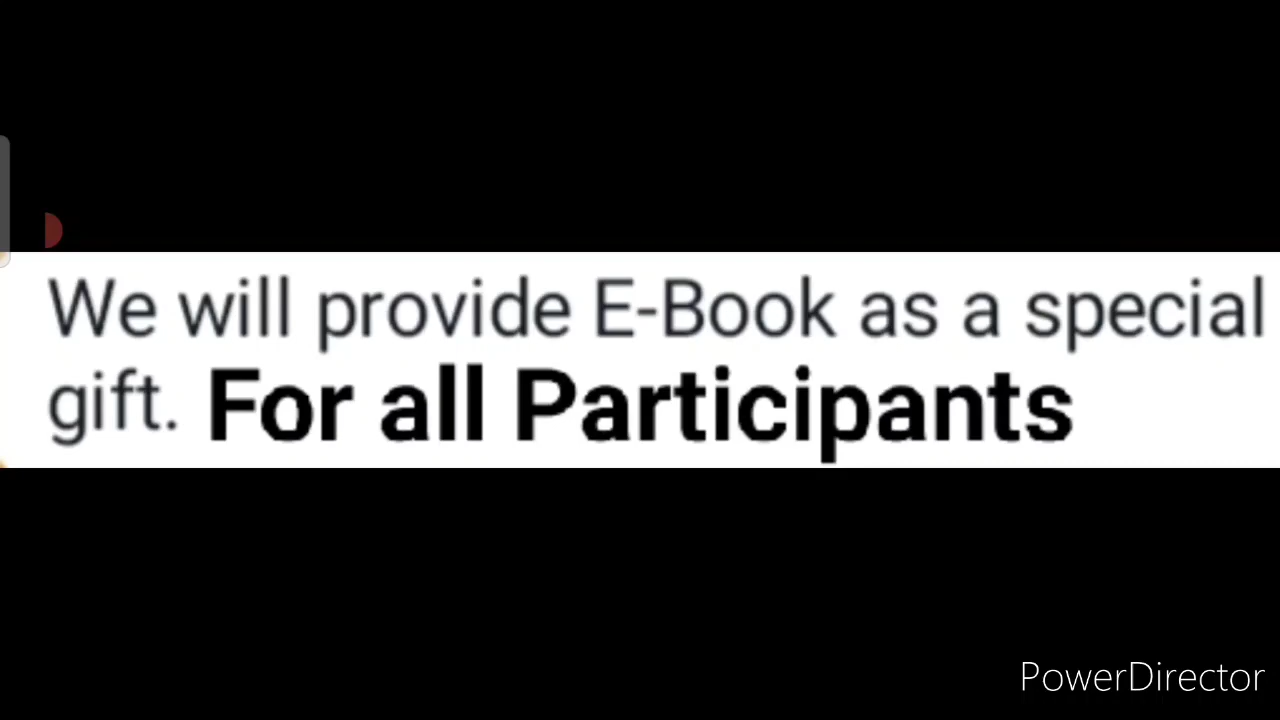 We will provide E-Book as a special
gift. For all Participants
PowerDirector